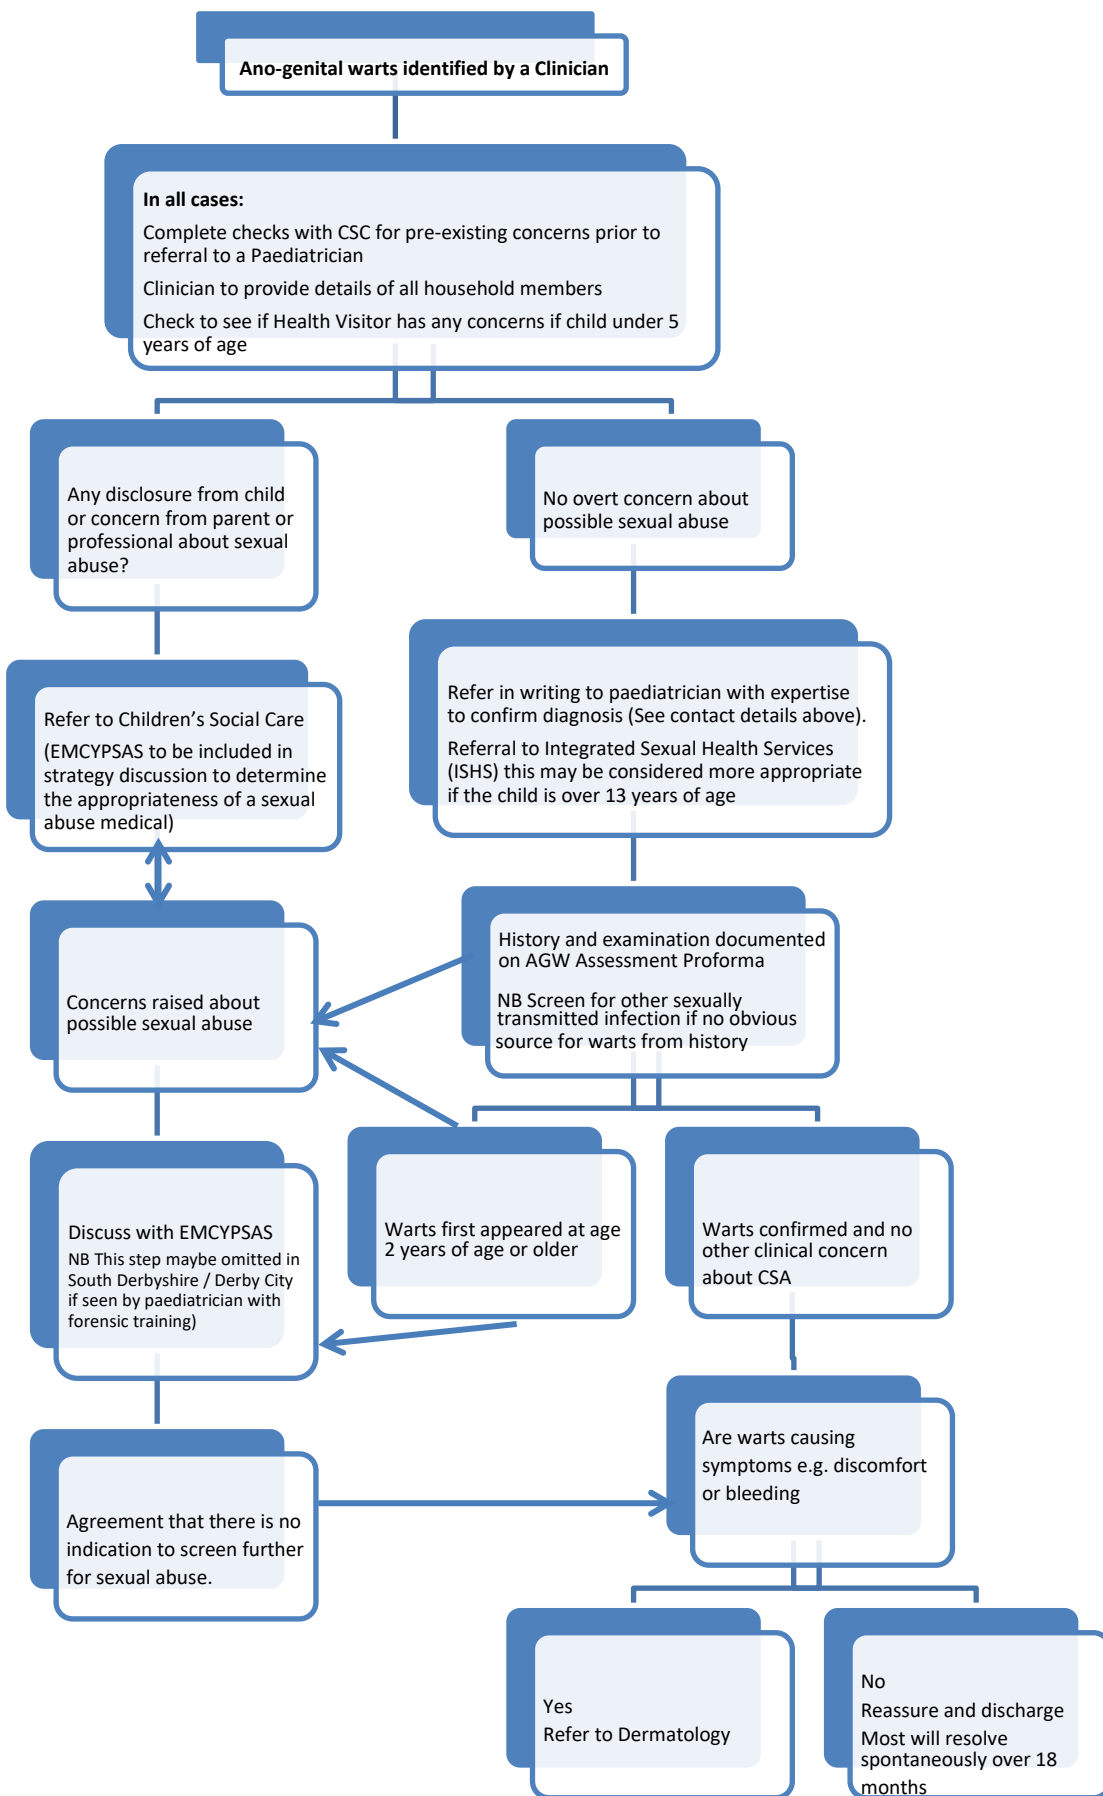 Ano-genital warts identified by a Clinician
In all cases:
Complete checks with CSC for pre-existing concerns prior to
referral to a Paediatrician
Clinician to provide details of all household members
Check to see if Health Visitor has any concerns if child under 5
years of age
Any disclosure from child
or concern from parent or
professional about sexual
abuse?
No overt concern about
possible sexual abuse
Refer to Children’s Social Care
(EMCYPSAS to be included in
strategy discussion to determine
the appropriateness of a sexual
abuse medical)
Refer in writing to paediatrician with expertise
to confirm diagnosis (See contact details above).
Referral to Integrated Sexual Health Services
(ISHS) this may be considered more appropriate
if the child is over 13 years of age
Concerns raised about
possible sexual abuse
History and examination documented
on AGW Assessment Proforma
NB Screen for other sexually
transmitted infection if no obvious
source for warts from history
Discuss with EMCYPSAS
NB This step maybe omitted in
South Derbyshire / Derby City
if seen by paediatrician with
forensic training)
Warts first appeared at age
2 years of age or older
Warts confirmed and no
other clinical concern
about CSA
Agreement that there is no
indication to screen further
for sexual abuse.
Are warts causing
symptoms e.g. discomfort
or bleeding
Yes
Refer to Dermatology
No
Reassure and discharge
Most will resolve
spontaneously over 18
months